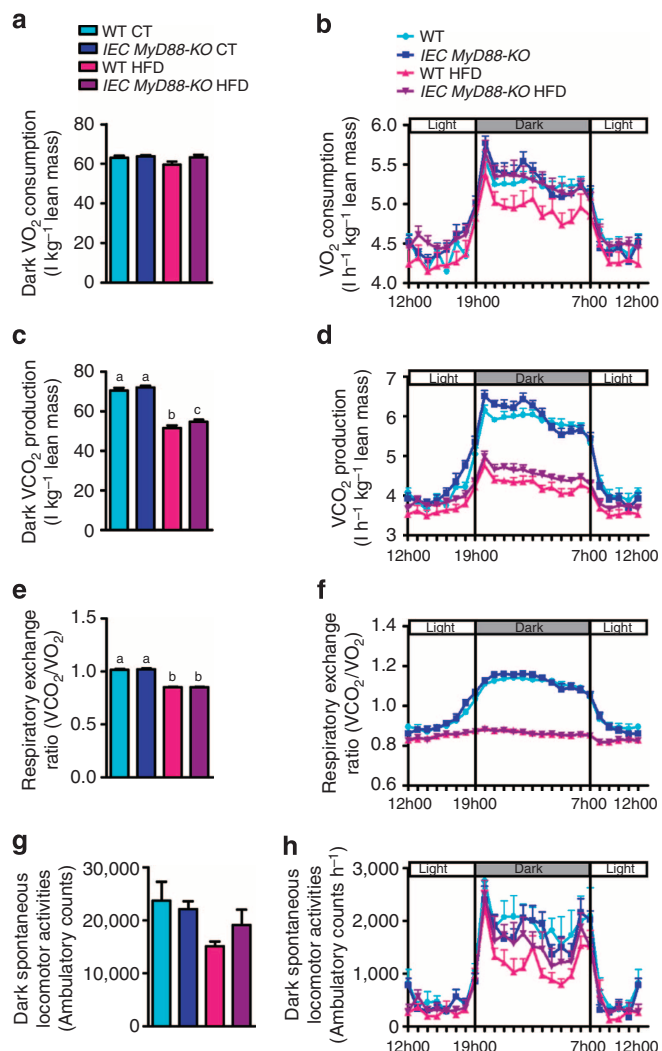 a
WT CT
IEC MyD88-KO CT
WT HFD
IEC MyD88-KO HFD
Dark VO2 consumption
(l kg–1 lean mass)
80
60
40
20
0
b
WT
IEC MyD88-KO
WT HFD
IEC MyD88-KO HFD
Light
Dark
Light
VO2 consumption
(l h–1 kg–1 lean mass)
6.0
5.5
5.0
4.5
4.0
12h00 19h00 7h00 12h00
c
Dark VCO2 production
(l kg–1 lean mass)
80
60
40
20
0
a a b c
d
Light
Dark
Light
VCO2 production
(l h–1 kg–1 lean mass)
7
6
5
4
3
12h00 19h00 7h00 12h00
e
Respiratory exchange
ratio (VCO2/VO2)
1.5
1.0
0.5
0.0
a a b b
f
Light
Dark
Light
Respiratory exchange
ratio (VCO2/VO2)
1.4
1.2
1.0
0.8
0.6
12h00 19h00 7h00 12h00
g
Dark spontaneous
locomotor activities
(Ambulatory counts)
30,000
20,000
10,000
0
h
Light
Dark
Light
Dark spontaneous
locomotor activities
(Ambulatory counts h–1)
3,000
2,000
1,000
0
12h00 19h00 7h00 12h00